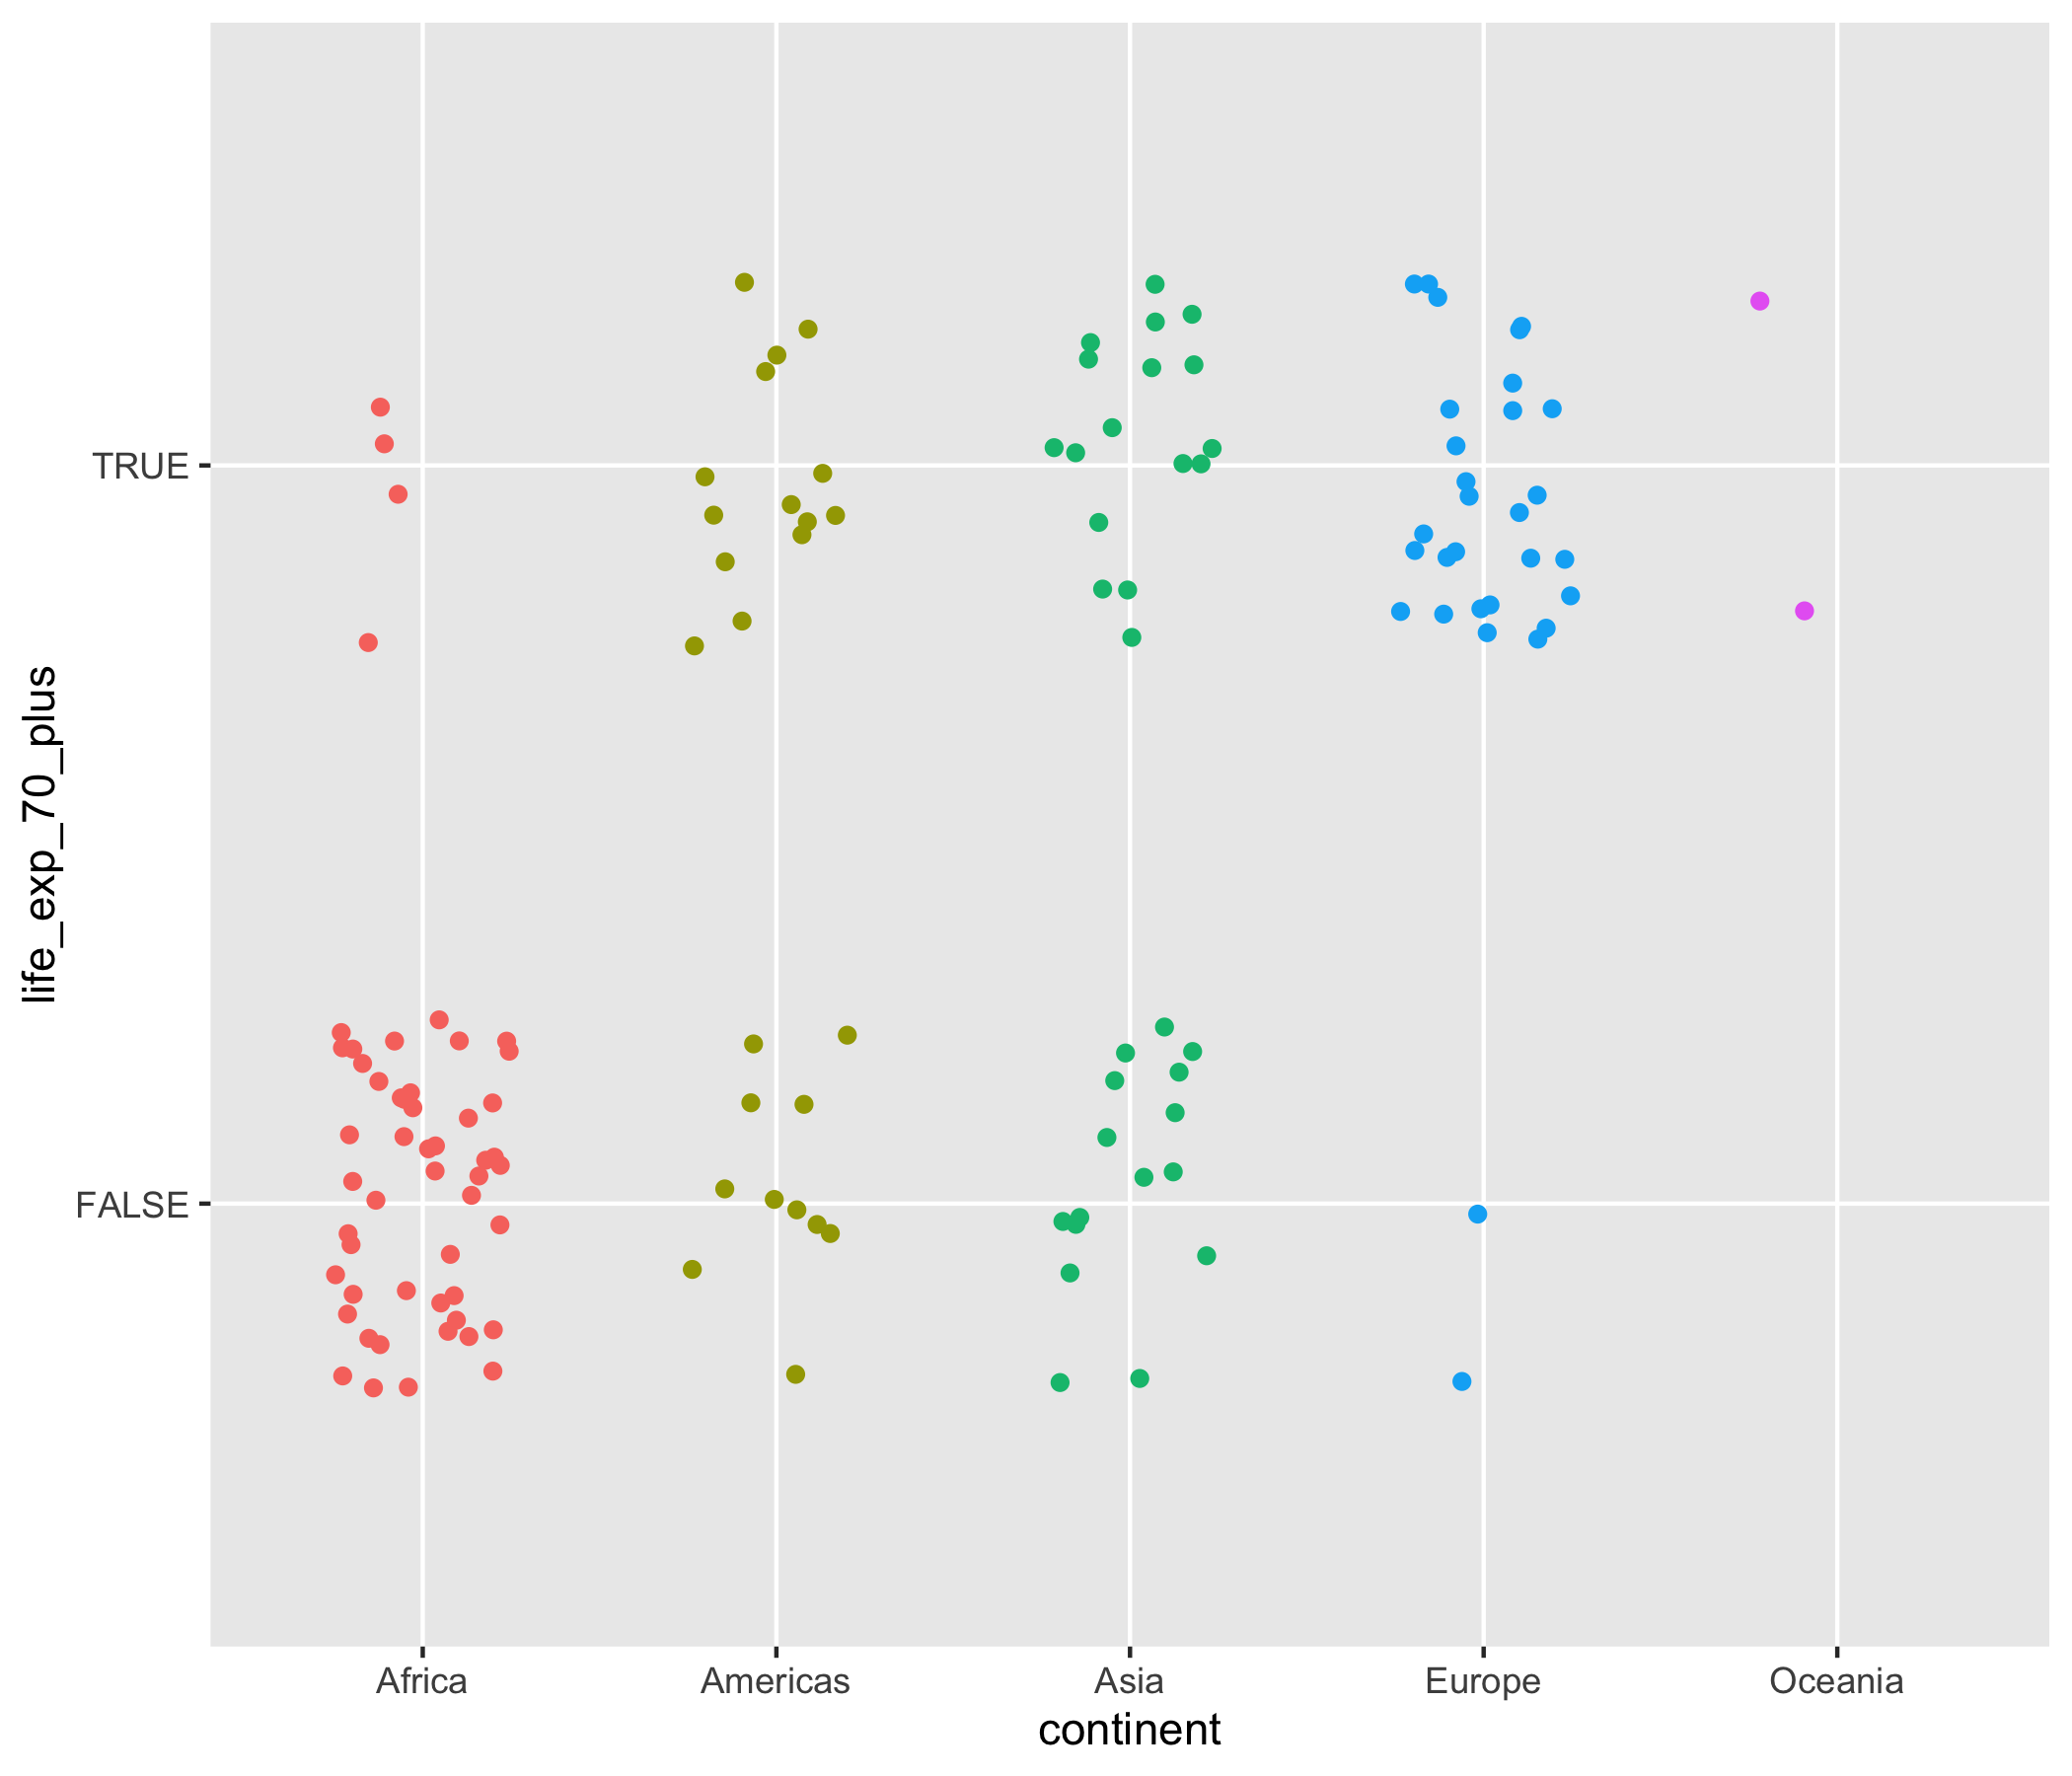 life_exp_70_plus
TRUE
FALSE
Africa Americas Asia Europe Oceania
continent